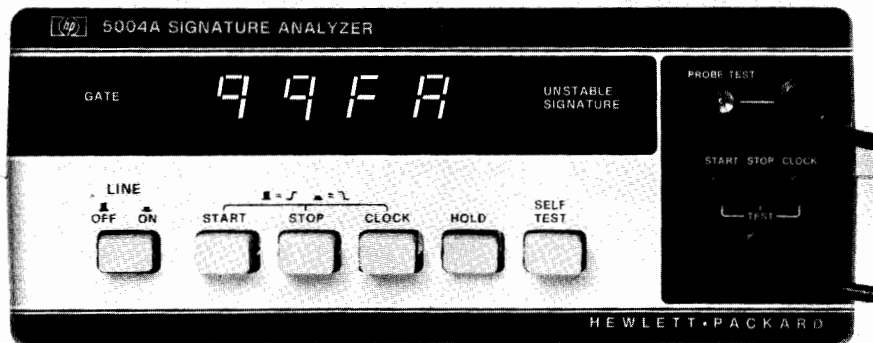 hp 5004A SIGNATURE ANALYZER
GATE
99FA
UNSTABLE
SIGNATURE
PROBE TEST
START STOP CLOCK
TEST
LINE
OFF ON
START
STOP
CLOCK
HOLD
SELF
TEST
HEWLETT•PACKARD